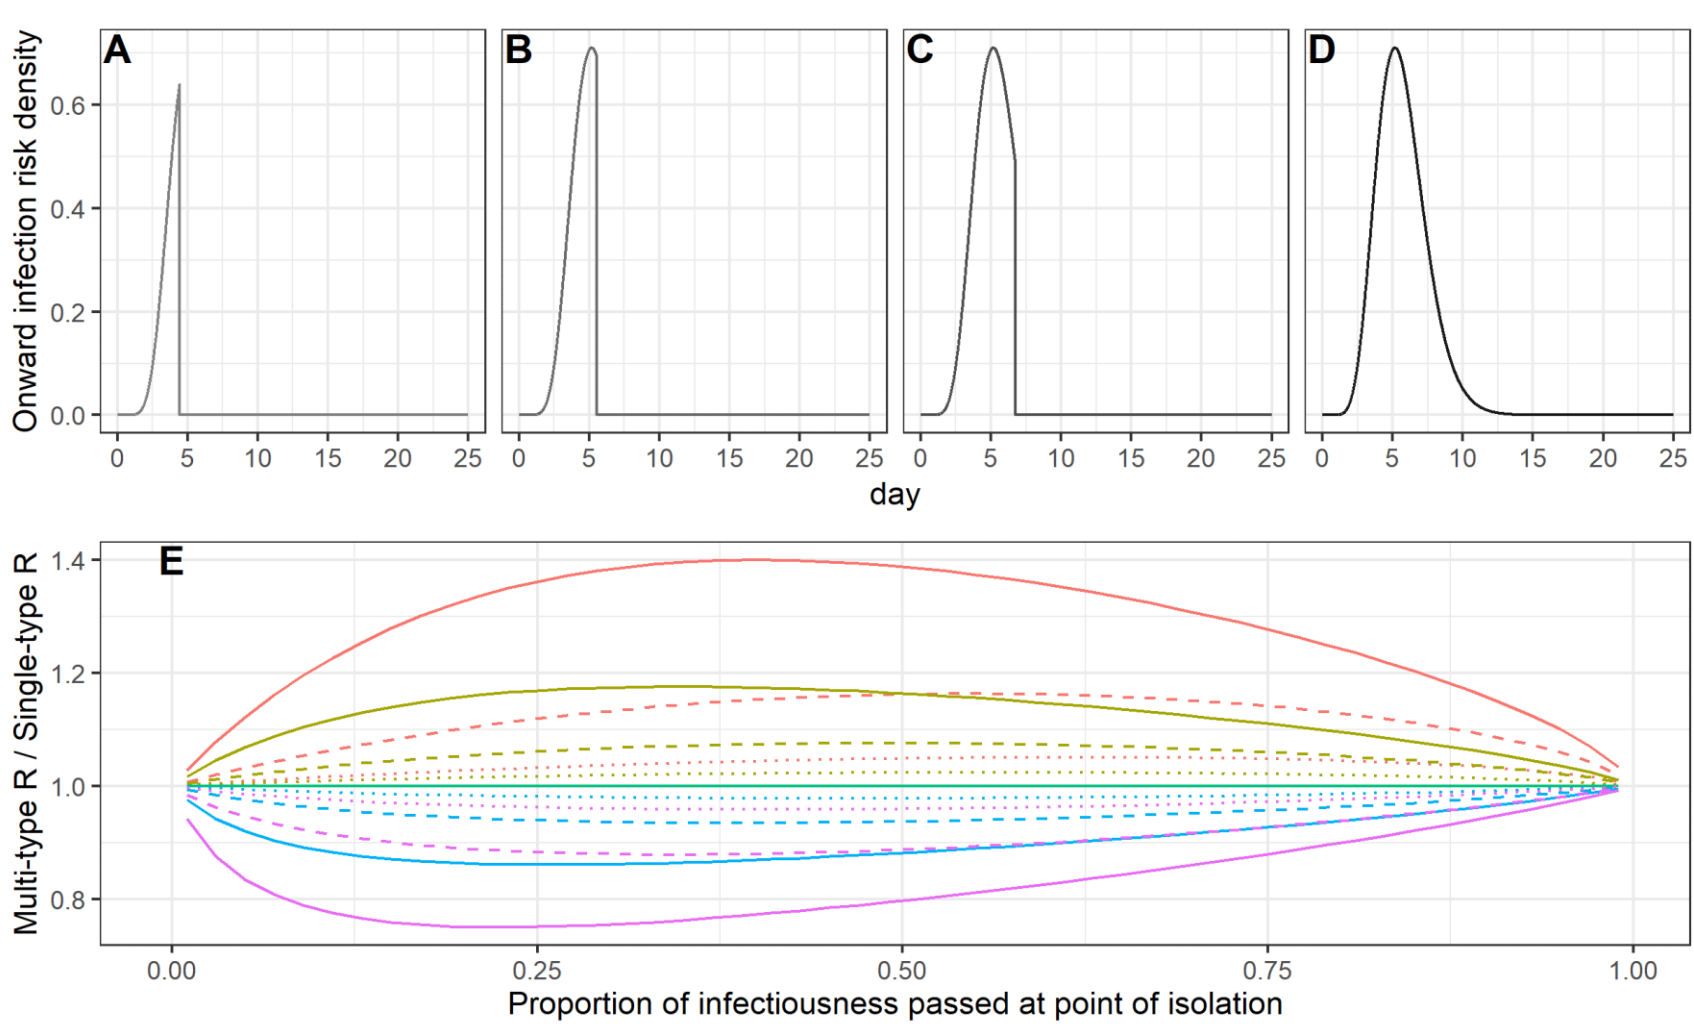 A B C D
Onward infection risk density
0.6
0.4
0.2
0.0
0 5 10 15 20 25 0 5 10 15 20 25 0 5 10 15 20 25 0 5 10 15 20 25
day
E
Multi-type R / Single-type R
1.4
1.2
1.0
0.8
0.00 0.25 0.50 0.75 1.00
Proportion of infectiousness passed at point of isolation